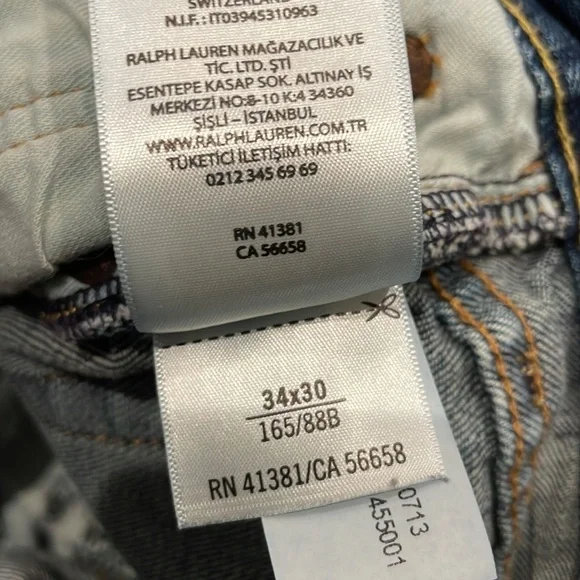 SWITZERLAND
N.I.F.: IT03945310963
RALPH LAUREN MAĞAZACILIK VE
TİC. LTD. ŞTİ
ESENTEPE KASAP SOK. ALTINAY İŞ
MERKEZİ NO:8-10 K:4 34360
ŞİŞLİ – İSTANBUL
WWW.RALPHLAUREN.COM.TR
TÜKETİCİ İLETİŞİM HATTI:
0212 345 69 69
RN 41381
CA 56658
34x30
165/88B
RN 41381/CA 56658
0713
455001